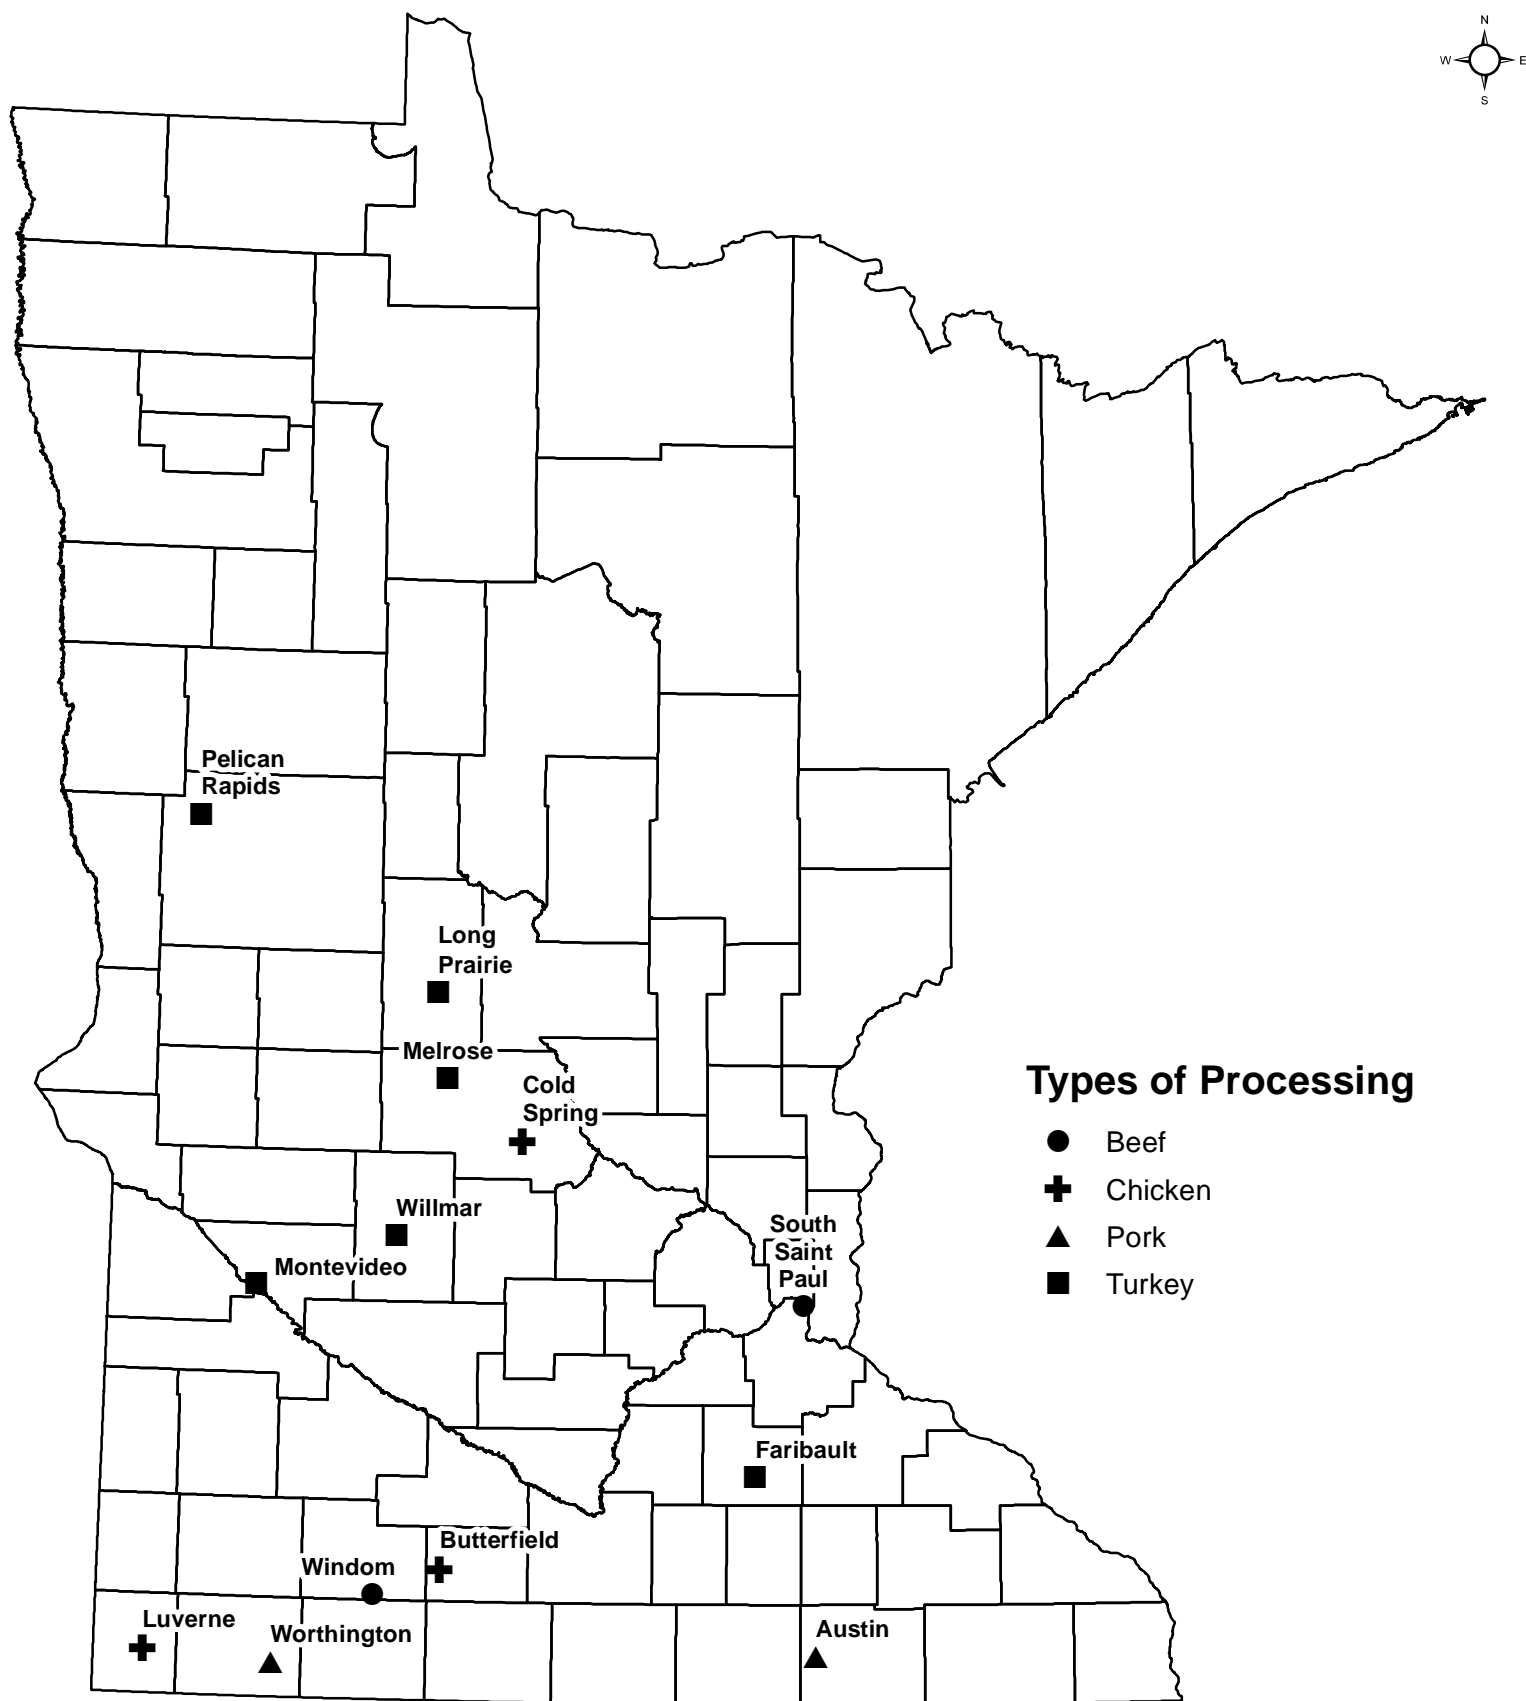 N
W E
S
Pelican
Rapids
Long
Prairie
Melrose
Cold
Spring
Willmar
Montevideo
South
Saint
Paul
Faribault
Butterfield
Windom
Luverne
Worthington
Austin
Types of Processing
Beef
Chicken
Pork
Turkey